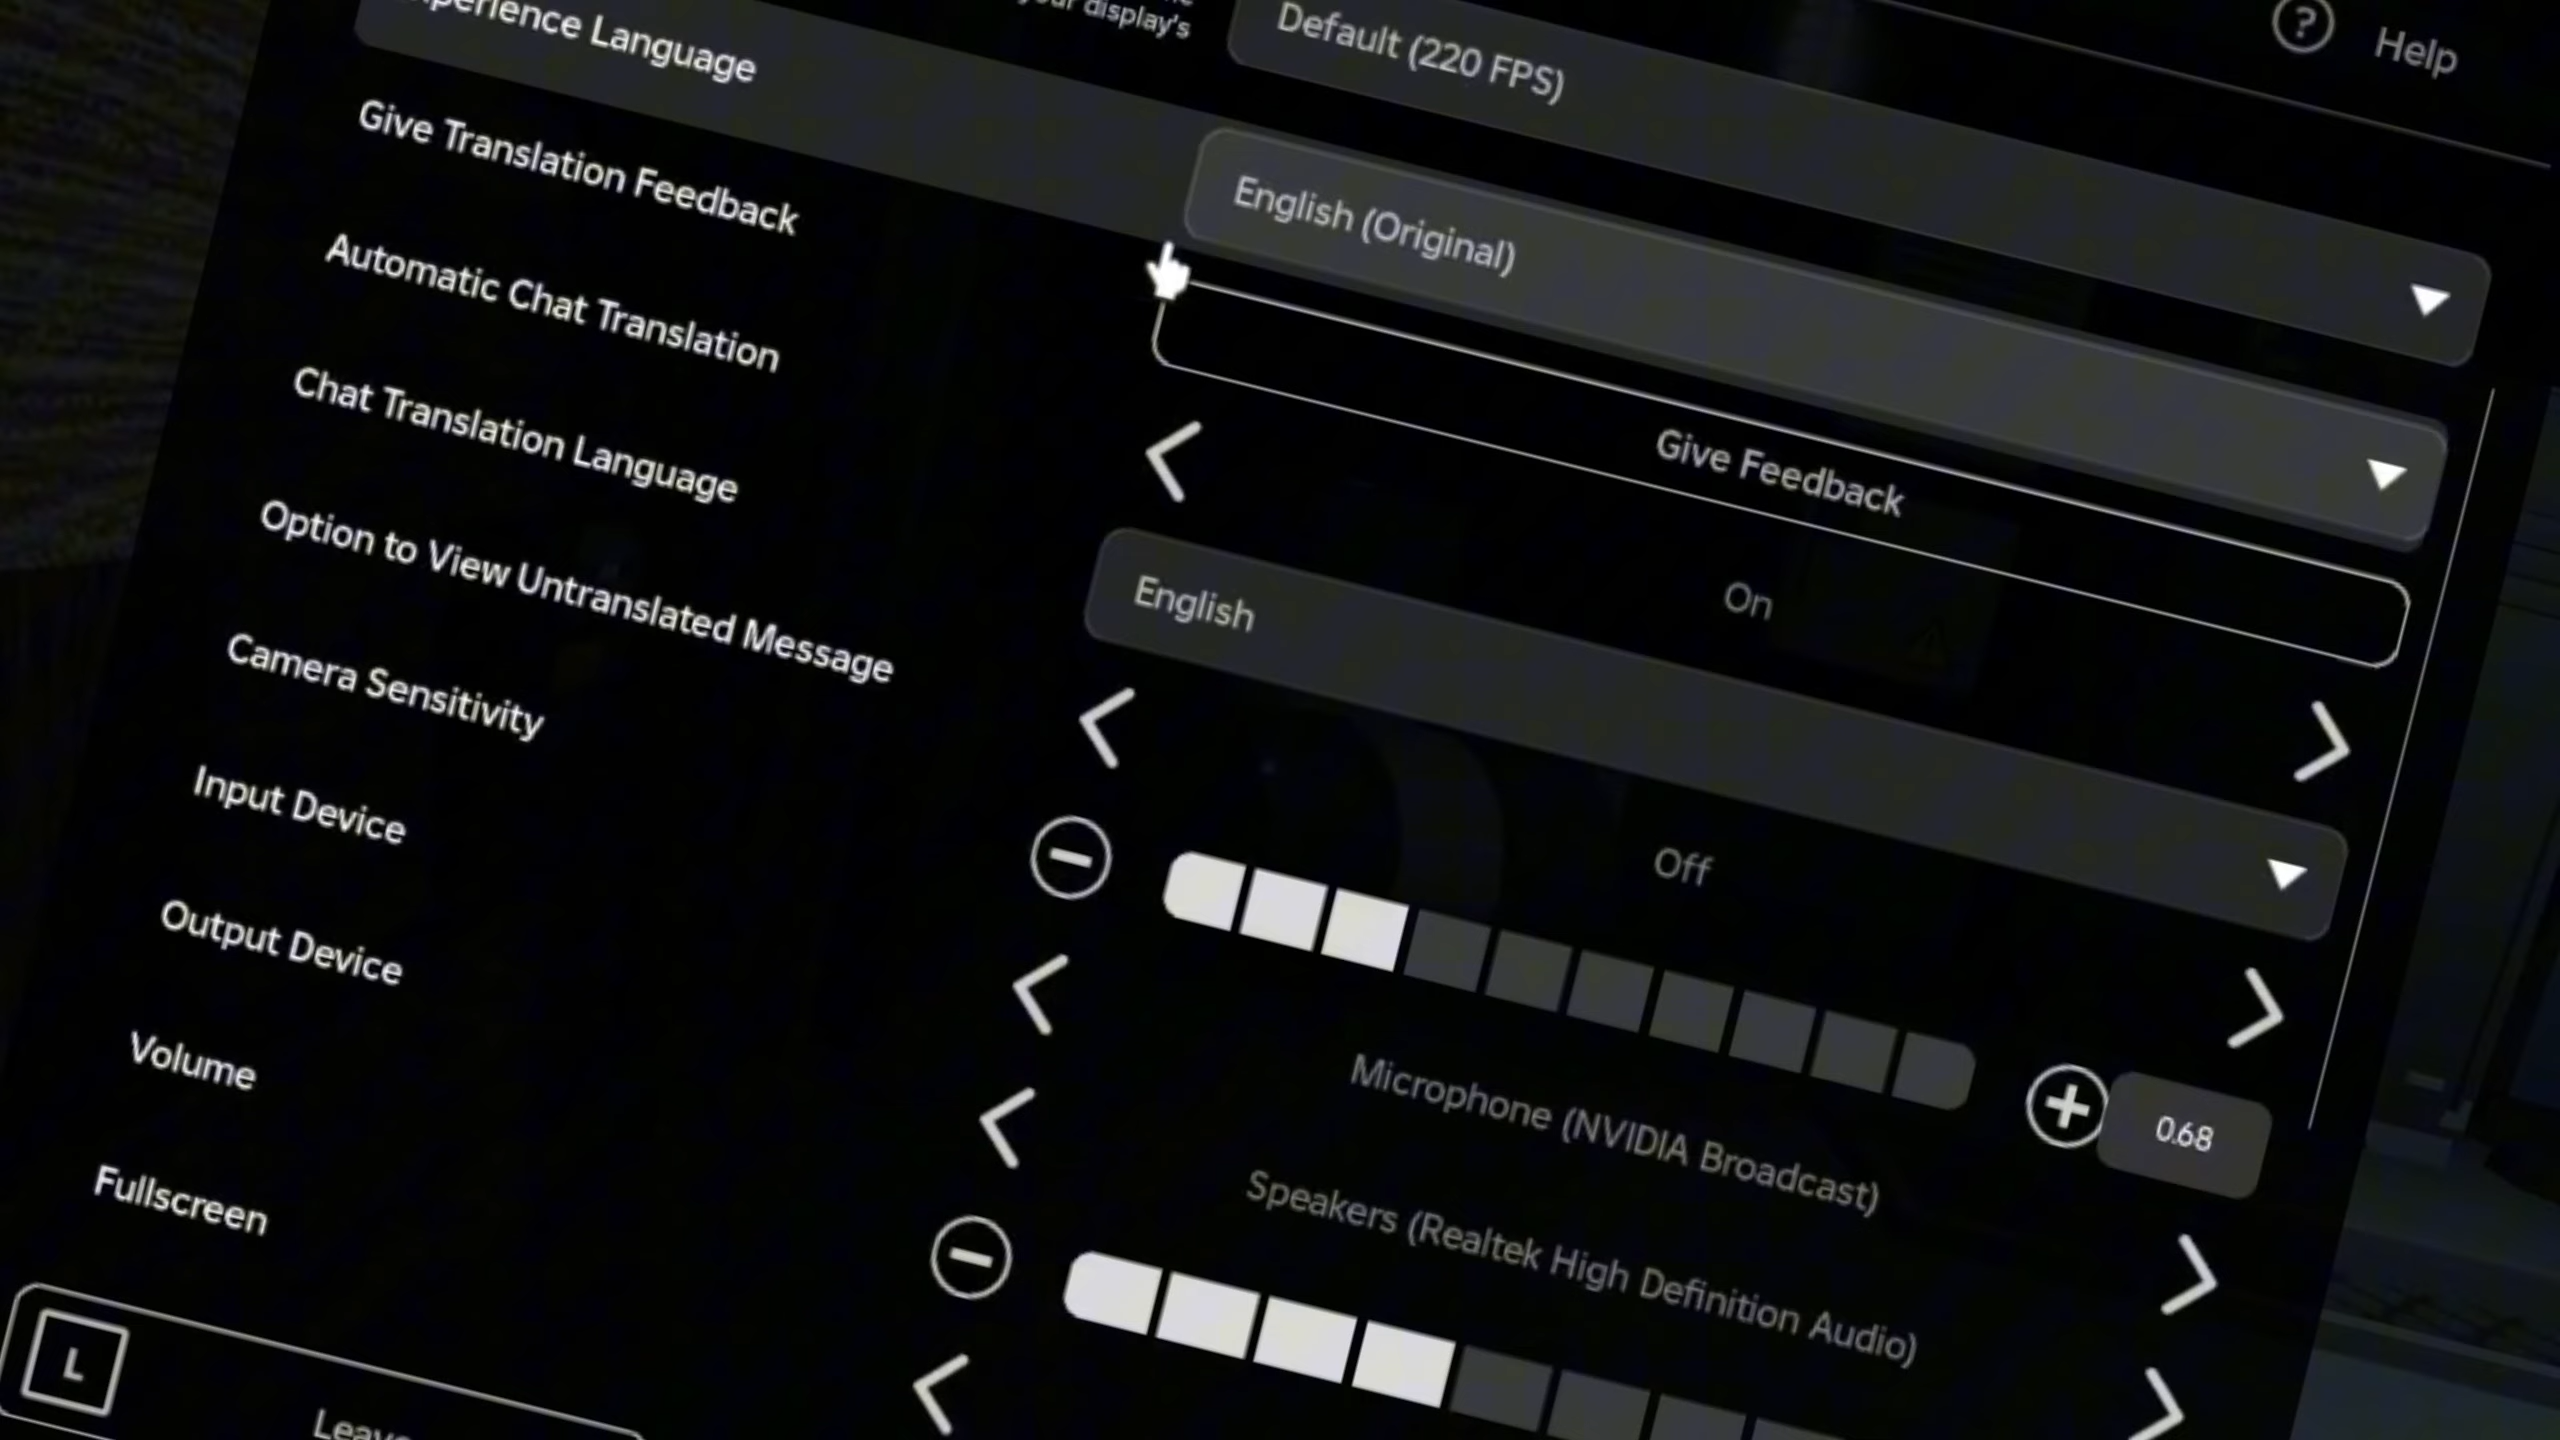 your display's
Default (220 FPS)
Help
Experience Language
English (Original)
Give Translation Feedback
Give Feedback
Automatic Chat Translation
On
Chat Translation Language
English
Option to View Untranslated Message
Off
Camera Sensitivity
0.68
Input Device
Microphone (NVIDIA Broadcast)
Output Device
Speakers (Realtek High Definition Audio)
Volume
Fullscreen
L
Leave